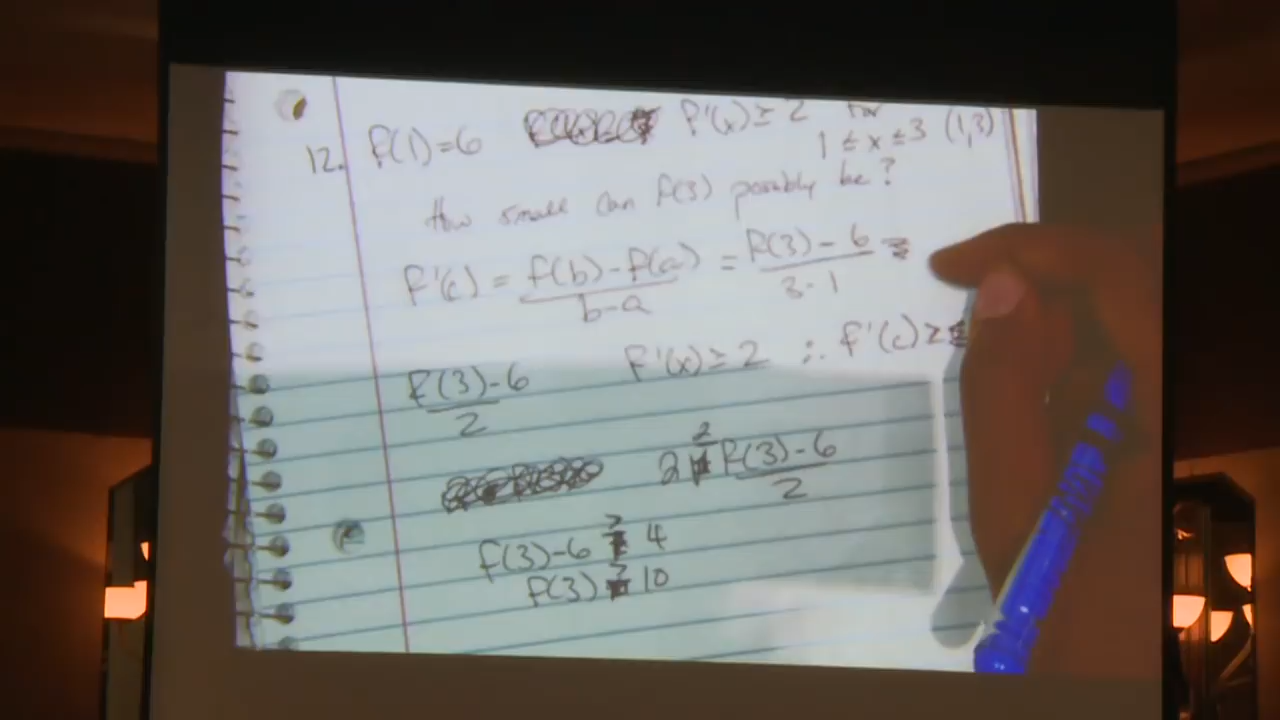 12. f(1)=6 f'(x) ≥ 2 for
1 ≤ x ≤ 3 (1,3)
How small can f(3) possibly be?
f'(c) = f(b)-f(a) / b-a = f(3)-6 / 3-1
f'(x) ≥ 2 ∴ f'(c) ≥
f(3)-6 / 2
2 f(3)-6 / 2
f(3)-6 ≥ 4
f(3) ≥ 10